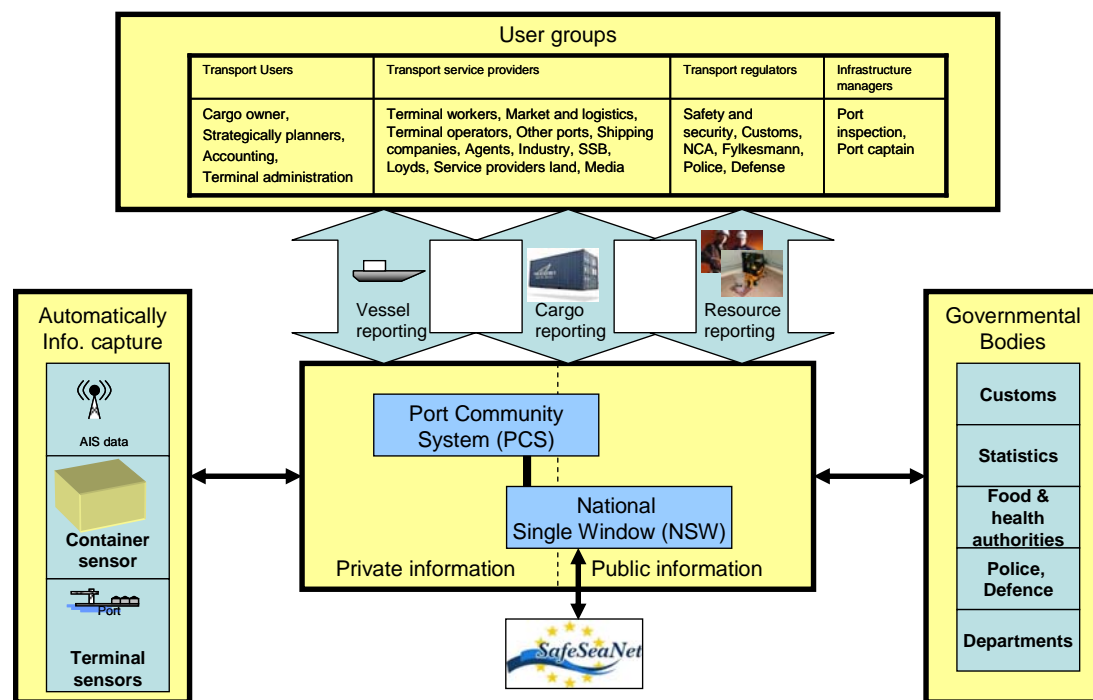 User groups
Transport Users
Transport service providers
Transport regulators
Infrastructure
managers
Cargo owner,
Strategically planners,
Accounting,
Terminal administration
Terminal workers, Market and logistics,
Terminal operators, Other ports, Shipping
companies, Agents, Industry, SSB,
Loyds, Service providers land, Media
Safety and
security, Customs,
NCA, Fylkesmann,
Police, Defense
Port
inspection,
Port captain
Vessel
reporting
Cargo
reporting
Resource
reporting
Automatically
Info. capture
AIS data
Container
sensor
Port
Terminal
sensors
Port Community
System (PCS)
National
Single Window (NSW)
Private information
Public information
SafeSeaNet
Governmental
Bodies
Customs
Statistics
Food &
health
authorities
Police,
Defence
Departments